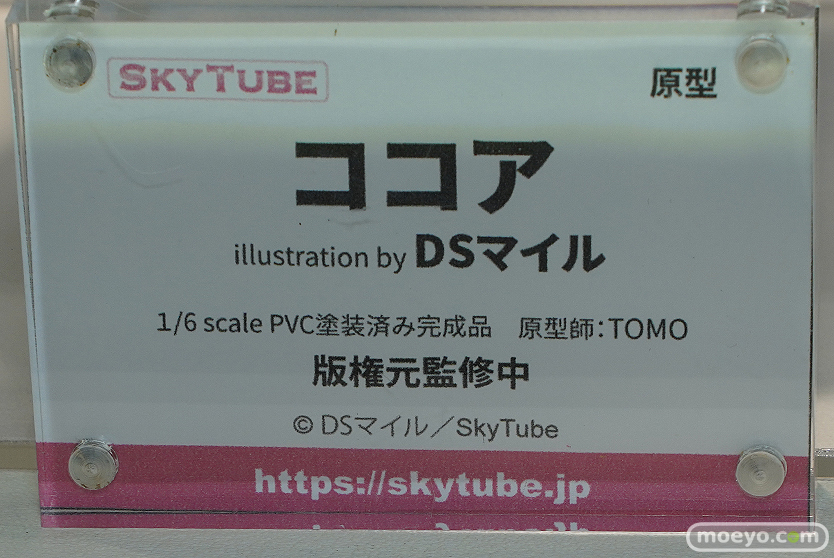 SKYTUBE
原型
ココア
illustration by DSマイル
1/6 scale PVC塗装済み完成品　原型師：TOMO
版権元監修中
© DSマイル／SkyTube
https://skytube.jp
moeyo.com